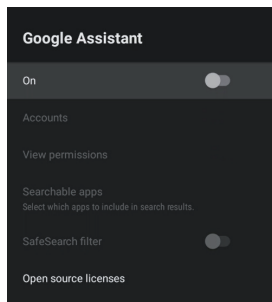 Google Assistant
On
Accounts
View permissions
Searchable apps
Select which apps to include in search results.
SafeSearch filter
Open source licenses